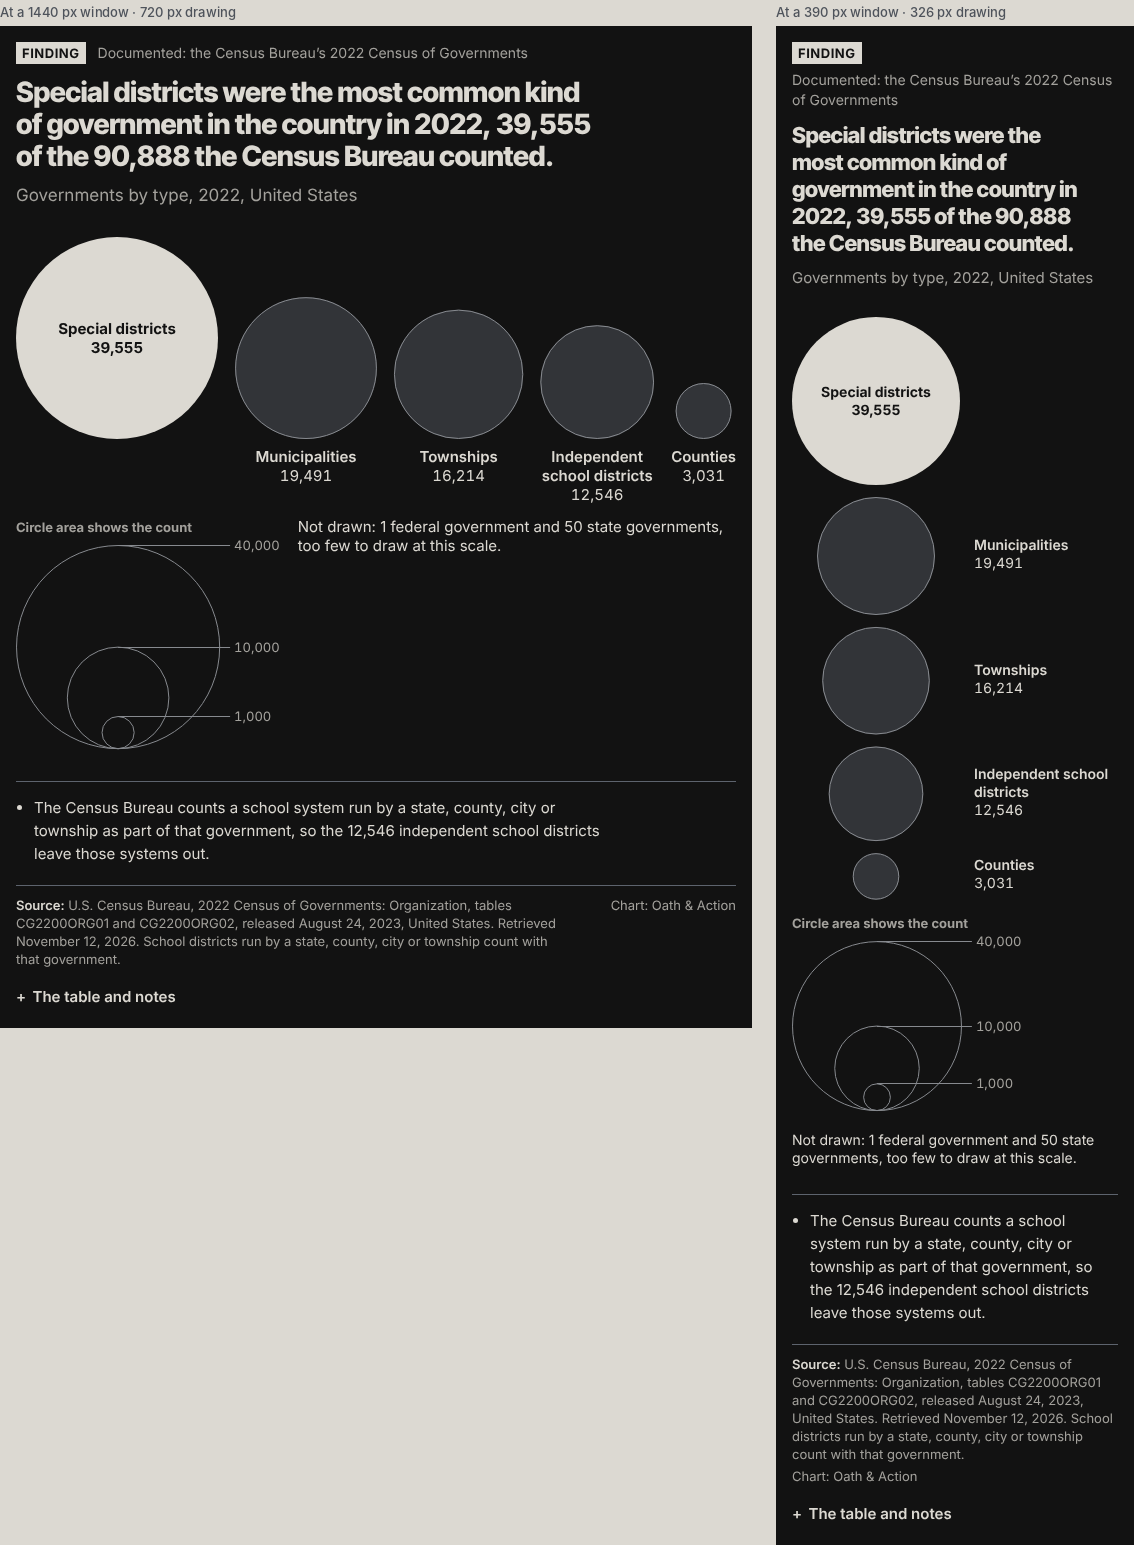 At a 1440 px window · 720 px drawing
FINDING
Documented: the Census Bureau’s 2022 Census of Governments
Special districts were the most common kind
of government in the country in 2022, 39,555
of the 90,888 the Census Bureau counted.
Governments by type, 2022, United States
Special districts
39,555
Municipalities
19,491
Townships
16,214
Independent
school districts
12,546
Counties
3,031
Circle area shows the count
40,000
10,000
1,000
Not drawn: 1 federal government and 50 state governments,
too few to draw at this scale.
• The Census Bureau counts a school system run by a state, county, city or
township as part of that government, so the 12,546 independent school districts
leave those systems out.
Source: U.S. Census Bureau, 2022 Census of Governments: Organization, tables
CG2200ORG01 and CG2200ORG02, released August 24, 2023, United States. Retrieved
November 12, 2026. School districts run by a state, county, city or township count with
that government.
Chart: Oath & Action
+ The table and notes
At a 390 px window · 326 px drawing
FINDING
Documented: the Census Bureau’s 2022 Census
of Governments
Special districts were the
most common kind of
government in the country in
2022, 39,555 of the 90,888
the Census Bureau counted.
Governments by type, 2022, United States
Special districts
39,555
Municipalities
19,491
Townships
16,214
Independent school
districts
12,546
Counties
3,031
Circle area shows the count
40,000
10,000
1,000
Not drawn: 1 federal government and 50 state
governments, too few to draw at this scale.
• The Census Bureau counts a school
system run by a state, county, city or
township as part of that government, so
the 12,546 independent school districts
leave those systems out.
Source: U.S. Census Bureau, 2022 Census of
Governments: Organization, tables CG2200ORG01
and CG2200ORG02, released August 24, 2023,
United States. Retrieved November 12, 2026. School
districts run by a state, county, city or township
count with that government.
Chart: Oath & Action
+ The table and notes